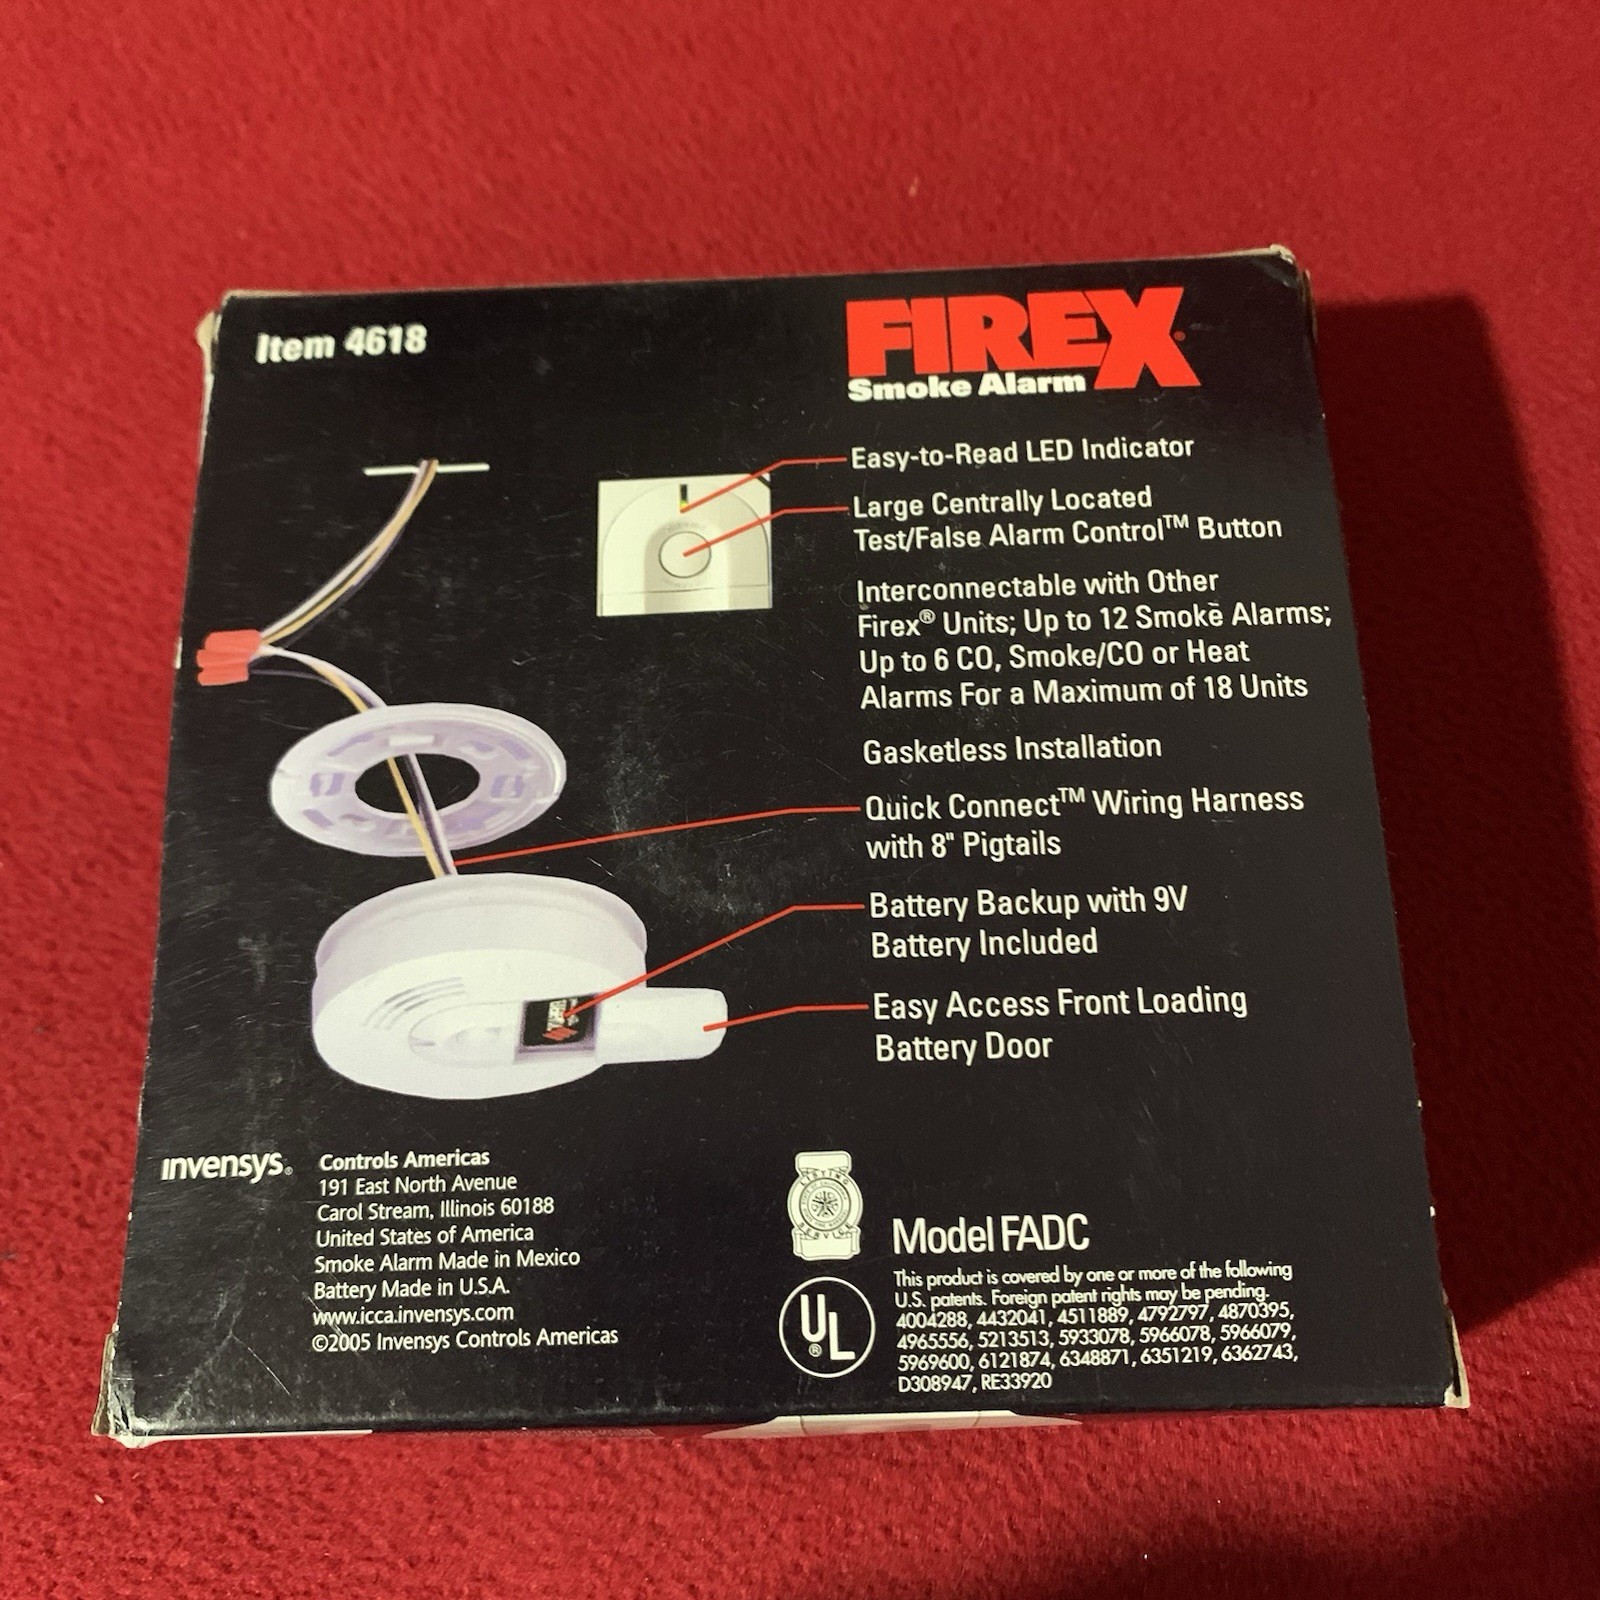 Item 4618
FIREX®
Smoke Alarm
Easy-to-Read LED Indicator
Large Centrally Located
Test/False Alarm Control™ Button
Interconnectable with Other
Firex® Units; Up to 12 Smoke Alarms;
Up to 6 CO, Smoke/CO or Heat
Alarms For a Maximum of 18 Units
Gasketless Installation
Quick Connect™ Wiring Harness
with 8" Pigtails
Battery Backup with 9V
Battery Included
Easy Access Front Loading
Battery Door
invensys®
Controls Americas
191 East North Avenue
Carol Stream, Illinois 60188
United States of America
Smoke Alarm Made in Mexico
Battery Made in U.S.A.
www.icca.invensys.com
©2005 Invensys Controls Americas
LISTING
SERVICE
UL®
Model FADC
This product is covered by one or more of the following
U.S. patents. Foreign patent rights may be pending.
4004288, 4432041, 4511889, 4792797, 4870395,
4965556, 5213513, 5933078, 5966078, 5966079,
5969600, 6121874, 6348871, 6351219, 6362743,
D308947, RE33920